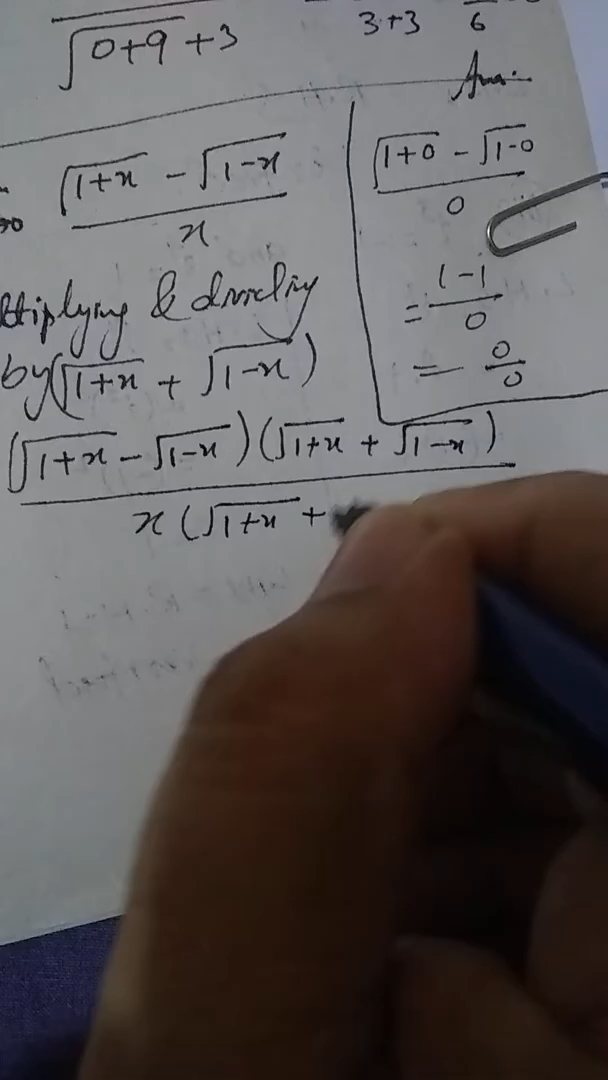 √(0+9) + 3    3+3    6
Ans.
√(1+x) − √(1−x)
x
√(1+0) − √(1−0)
0
= 1−1
0
= 0/0
& dividing
by (√(1+x) + √(1−x))
(√(1+x) − √(1−x)) (√(1+x) + √(1−x))
x (√(1+x) +